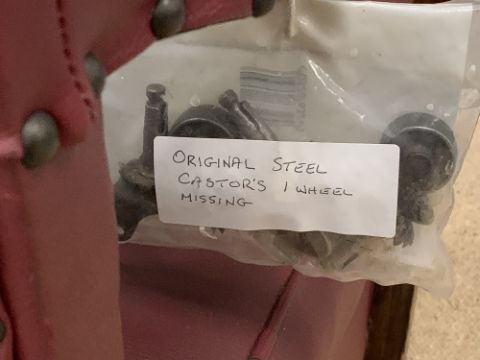 ORIGINAL STEEL
CASTOR'S 1 WHEEL
MISSING